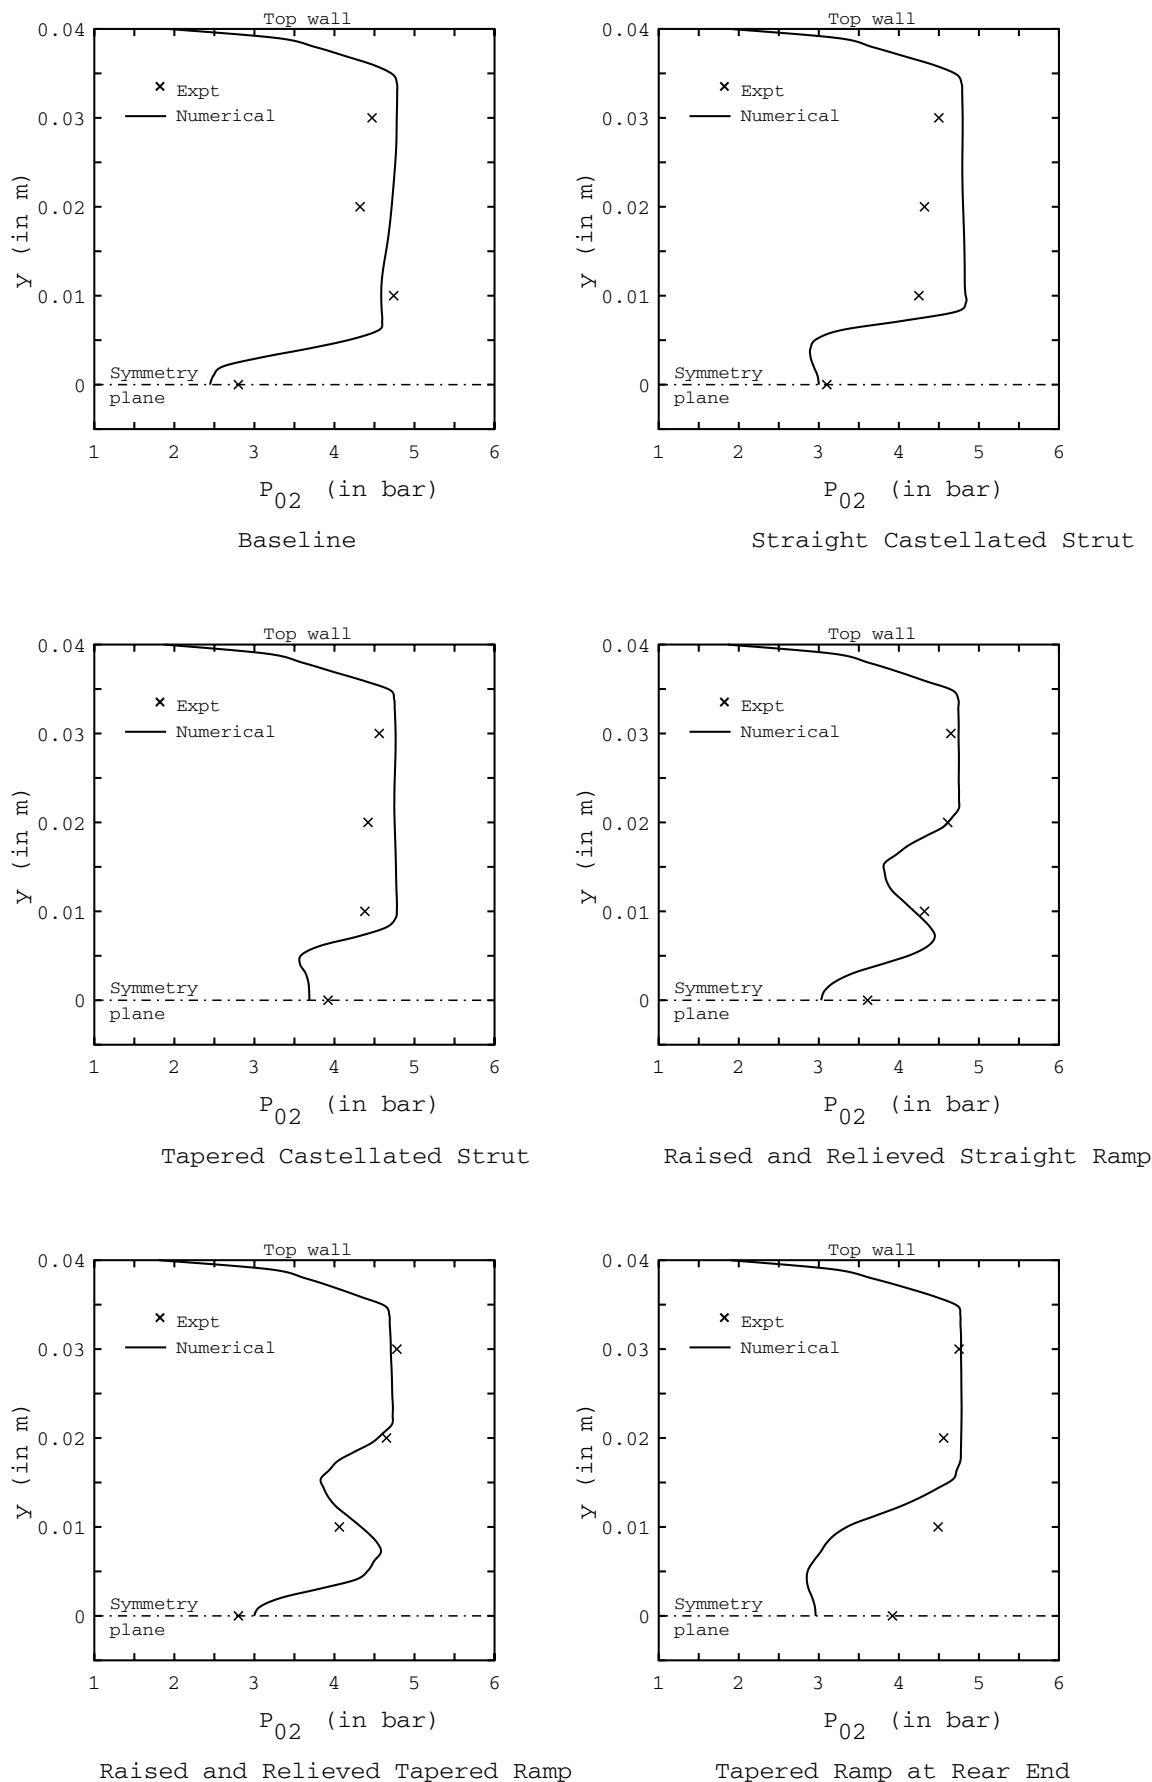 Top wall
0.04
0.03
0.02
0.01
0
y (in m)
Expt
Numerical
Symmetry
plane
1 2 3 4 5 6
P02 (in bar)
Baseline
Top wall
0.04
0.03
0.02
0.01
0
y (in m)
Expt
Numerical
Symmetry
plane
1 2 3 4 5 6
P02 (in bar)
Straight Castellated Strut
Top wall
0.04
0.03
0.02
0.01
0
y (in m)
Expt
Numerical
Symmetry
plane
1 2 3 4 5 6
P02 (in bar)
Tapered Castellated Strut
Top wall
0.04
0.03
0.02
0.01
0
y (in m)
Expt
Numerical
Symmetry
plane
1 2 3 4 5 6
P02 (in bar)
Raised and Relieved Straight Ramp
Top wall
0.04
0.03
0.02
0.01
0
y (in m)
Expt
Numerical
Symmetry
plane
1 2 3 4 5 6
P02 (in bar)
Raised and Relieved Tapered Ramp
Top wall
0.04
0.03
0.02
0.01
0
y (in m)
Expt
Numerical
Symmetry
plane
1 2 3 4 5 6
P02 (in bar)
Tapered Ramp at Rear End